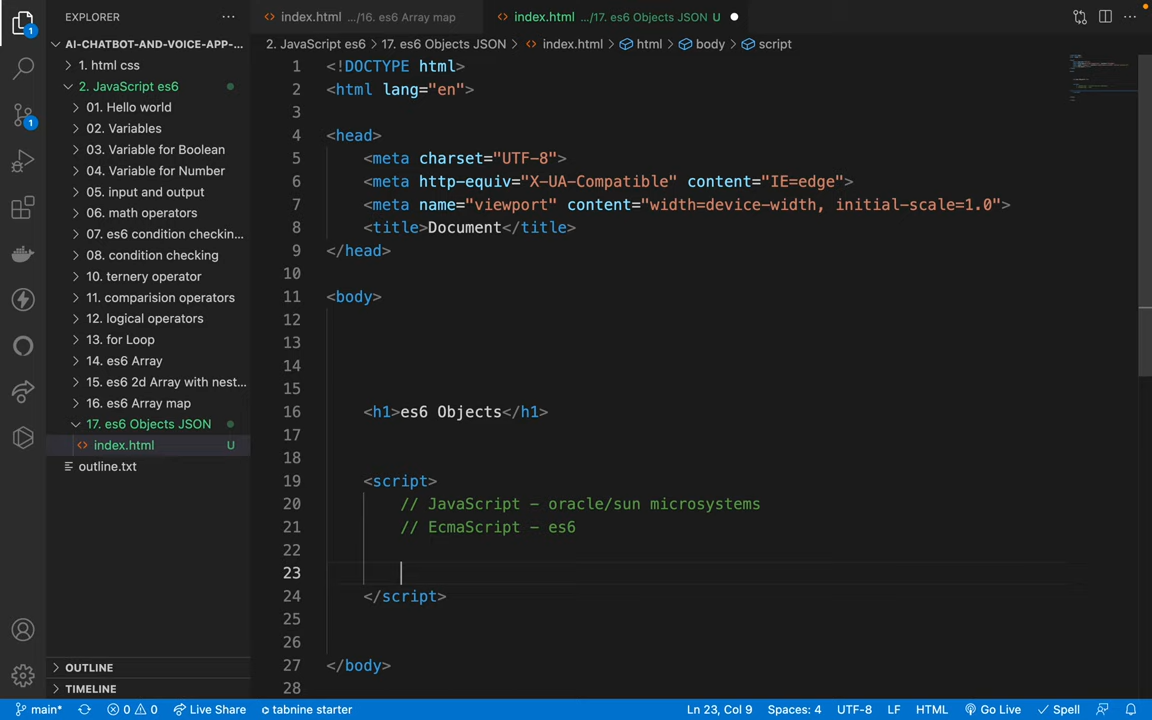 EXPLORER
index.html .../16. es6 Array map
index.html .../17. es6 Objects JSON U
AI-CHATBOT-AND-VOICE-APP-...
2. JavaScript es6 > 17. es6 Objects JSON > index.html > html > body > script
1. html css
2. JavaScript es6
01. Hello world
02. Variables
03. Variable for Boolean
04. Variable for Number
05. input and output
06. math operators
07. es6 condition checkin...
08. condition checking
10. ternery operator
11. comparision operators
12. logical operators
13. for Loop
14. es6 Array
15. es6 2d Array with nest...
16. es6 Array map
17. es6 Objects JSON
index.html U
outline.txt
OUTLINE
TIMELINE
1 <!DOCTYPE html>
2 <html lang="en">
3
4 <head>
5 <meta charset="UTF-8">
6 <meta http-equiv="X-UA-Compatible" content="IE=edge">
7 <meta name="viewport" content="width=device-width, initial-scale=1.0">
8 <title>Document</title>
9 </head>
10
11 <body>
12
13
14
15
16 <h1>es6 Objects</h1>
17
18
19 <script>
20 // JavaScript - oracle/sun microsystems
21 // EcmaScript - es6
22
23
24 </script>
25
26
27 </body>
28
1
1
main* 0 0 Live Share tabnine starter Ln 23, Col 9 Spaces: 4 UTF-8 LF HTML Go Live Spell